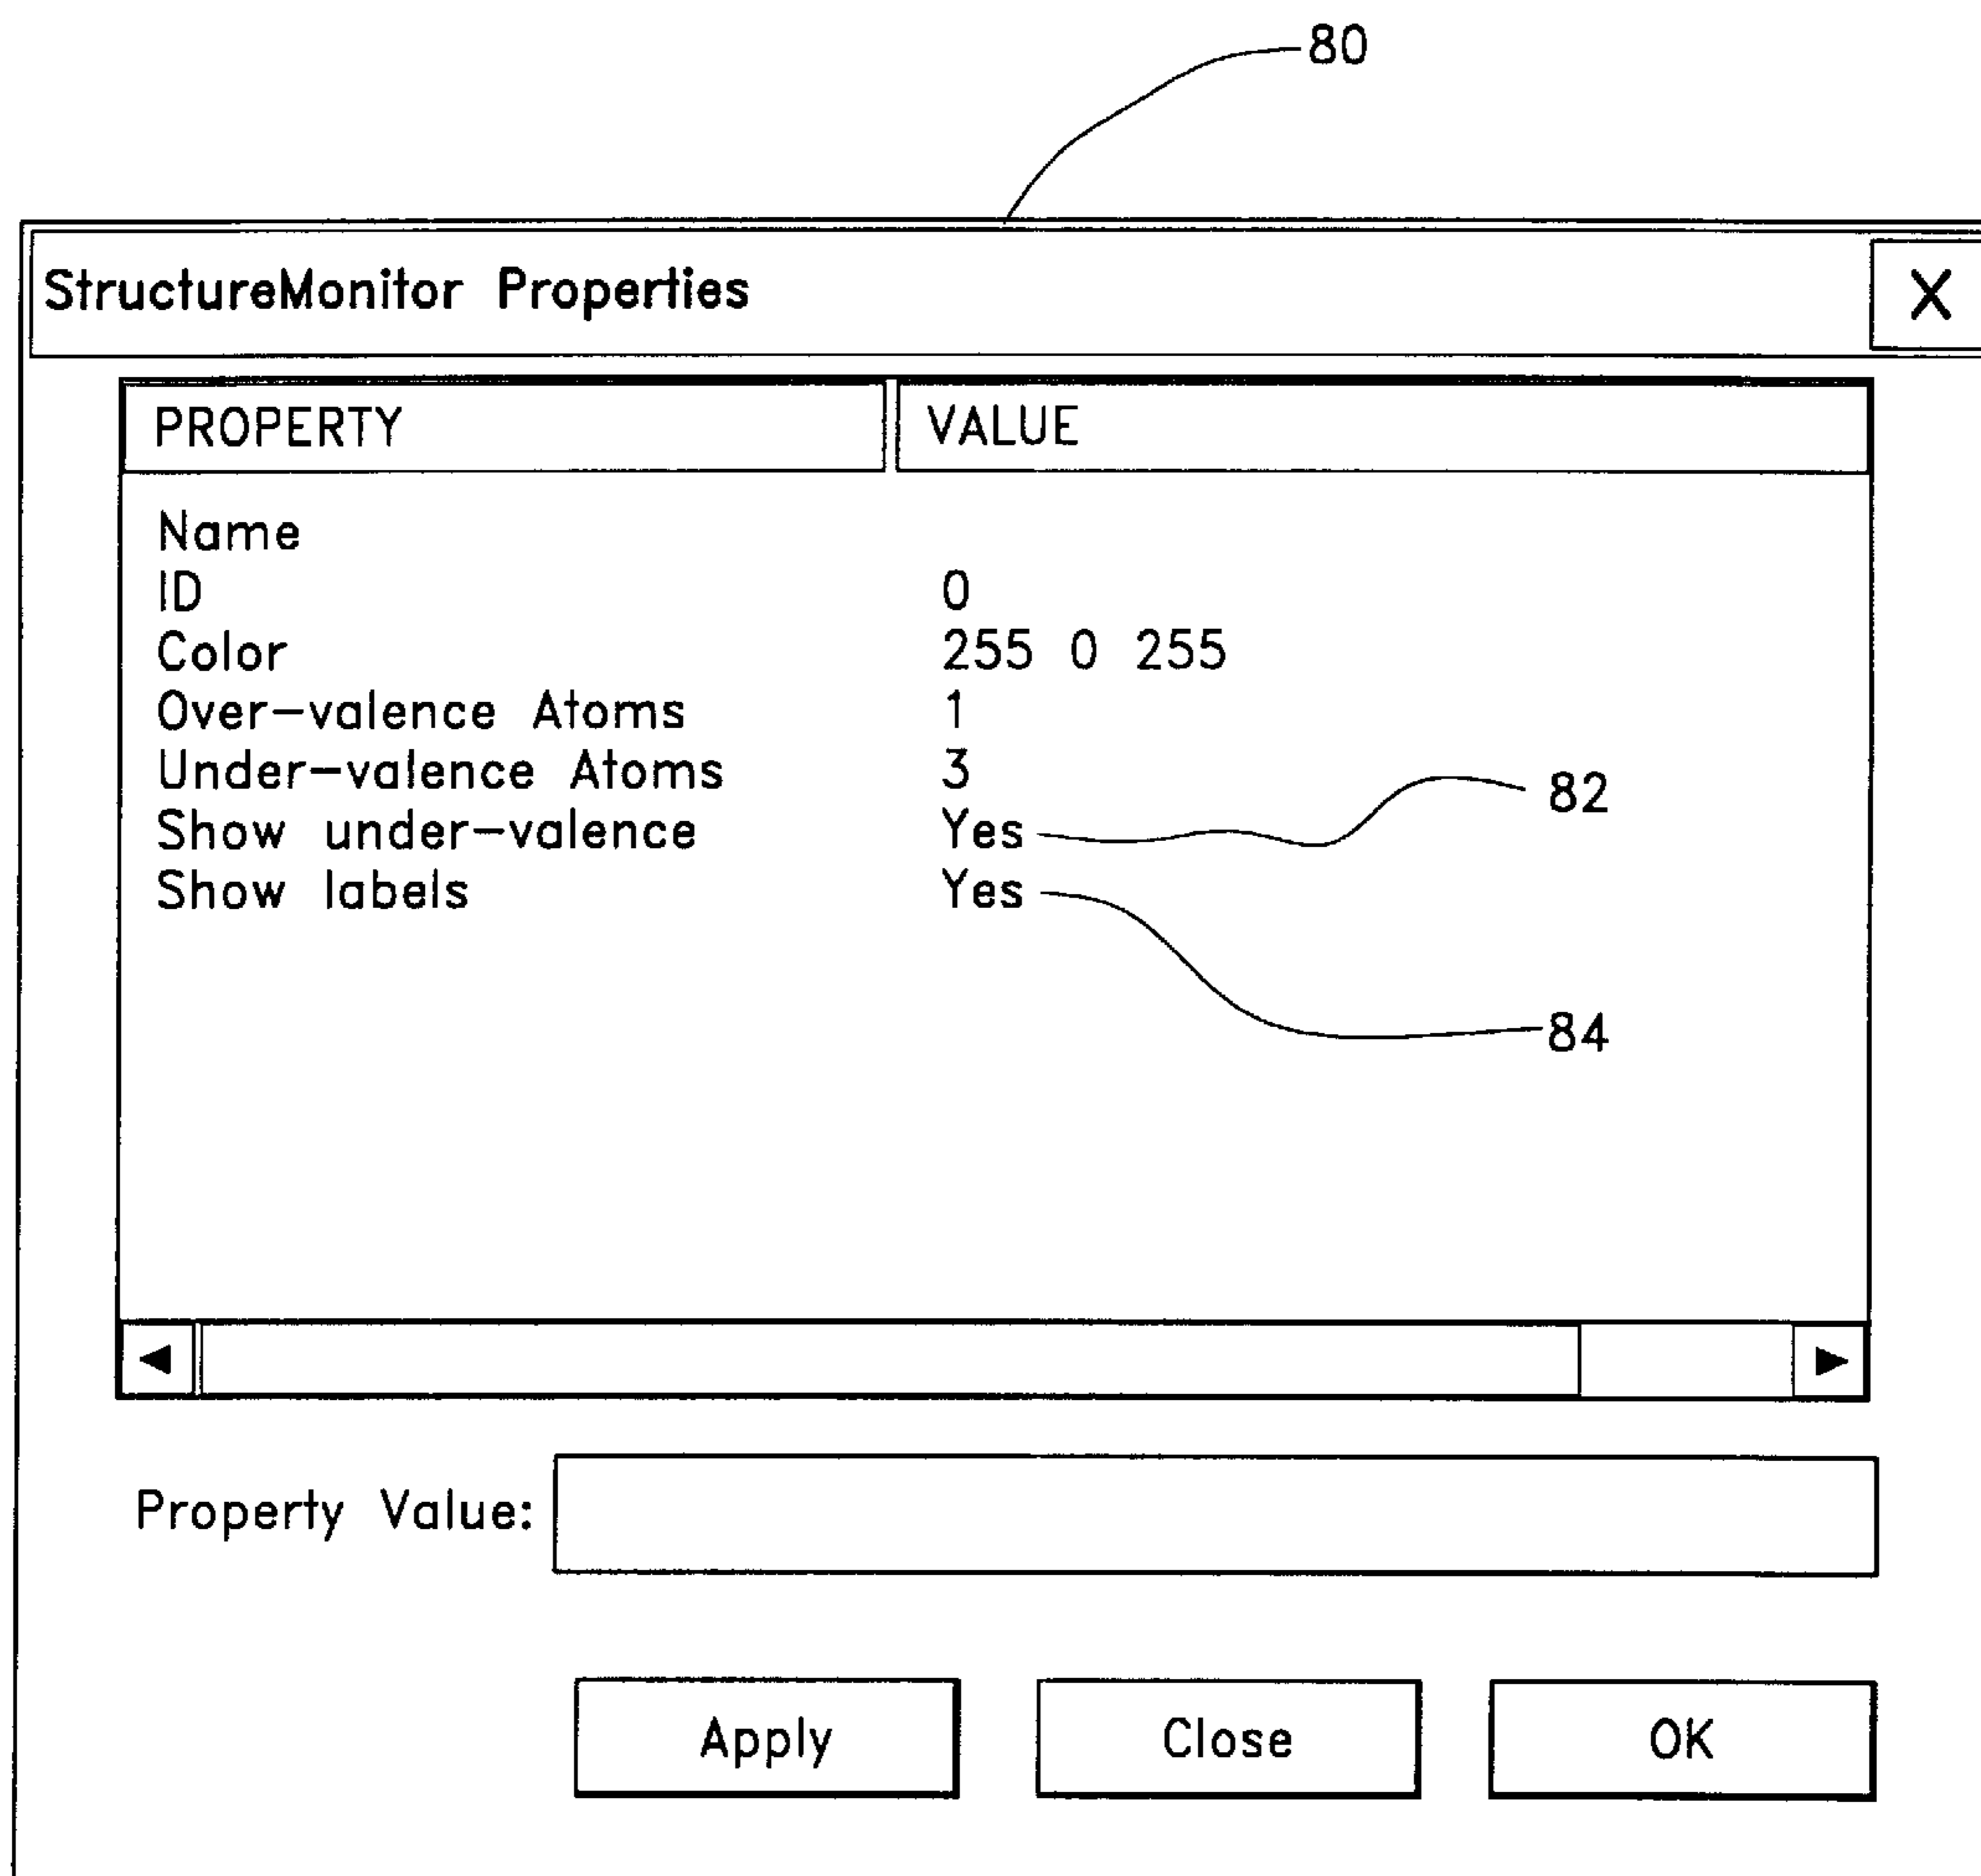 80
StructureMonitor Properties X
PROPERTY VALUE
Name
ID 0
Color 255 0 255
Over-valence Atoms 1
Under-valence Atoms 3
82
Show under-valence Yes
Show labels Yes
84
Property Value:
Apply Close OK